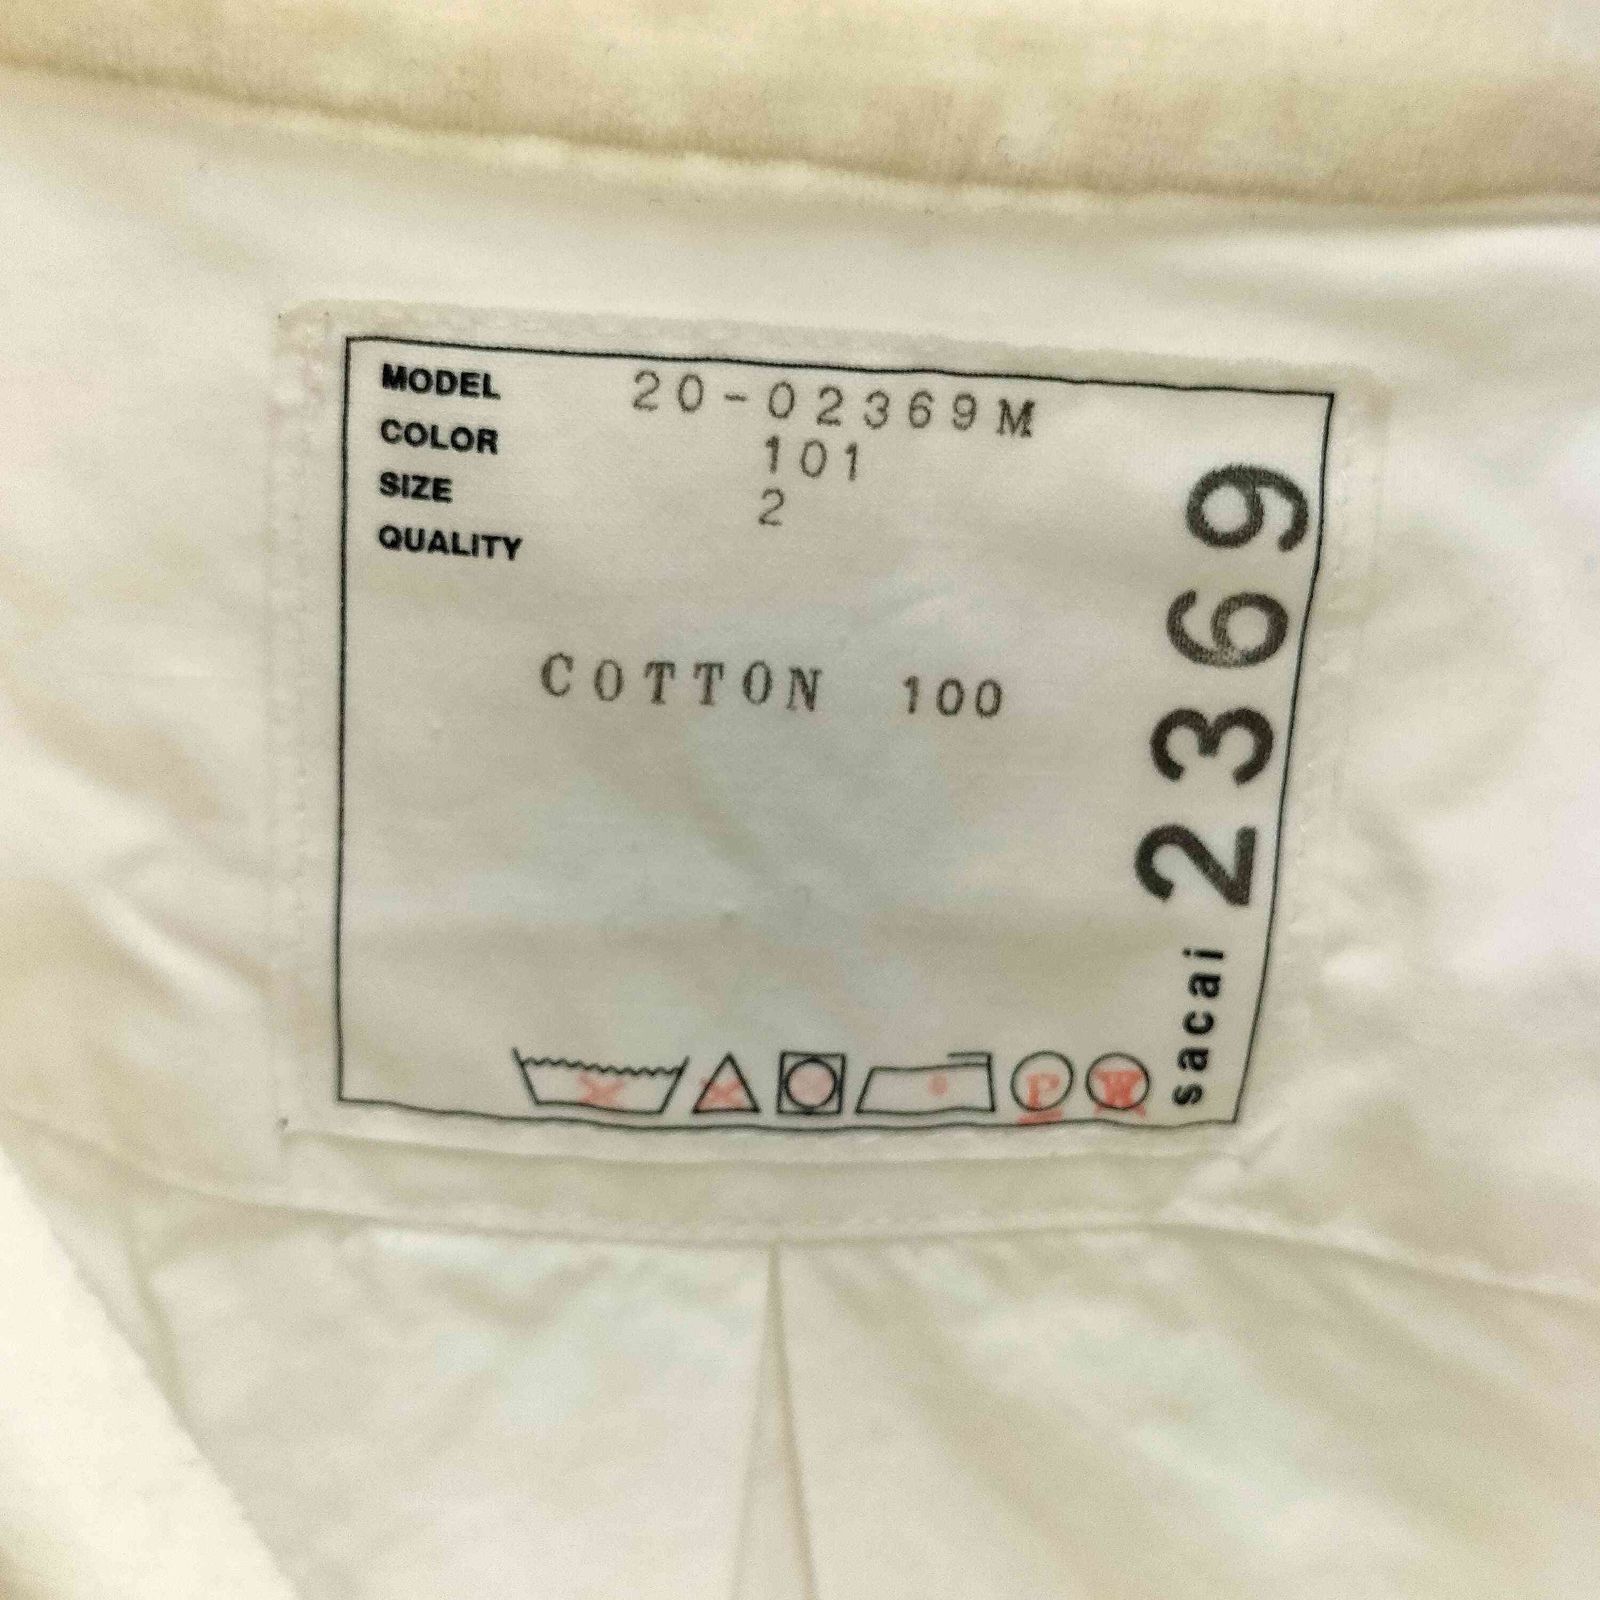 MODEL 20-02369M
COLOR 101
SIZE 2
QUALITY
COTTON 100
P W
sacai 2369